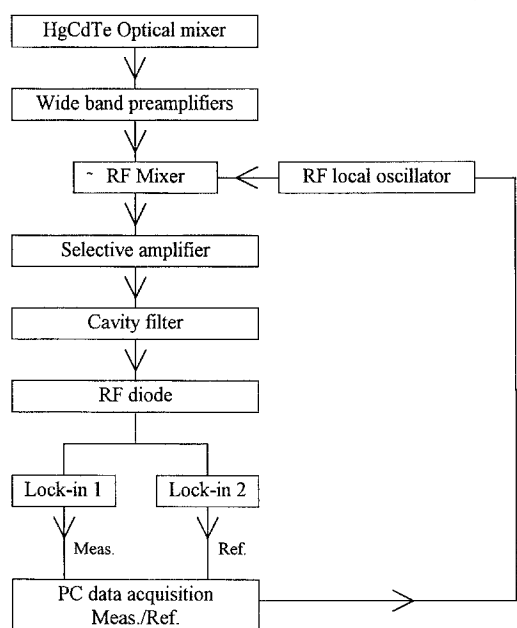 HgCdTe Optical mixer
Wide band preamplifiers
~ RF Mixer
RF local oscillator
Selective amplifier
Cavity filter
RF diode
Lock-in 1
Lock-in 2
Meas.
Ref.
PC data acquisition
Meas./Ref.